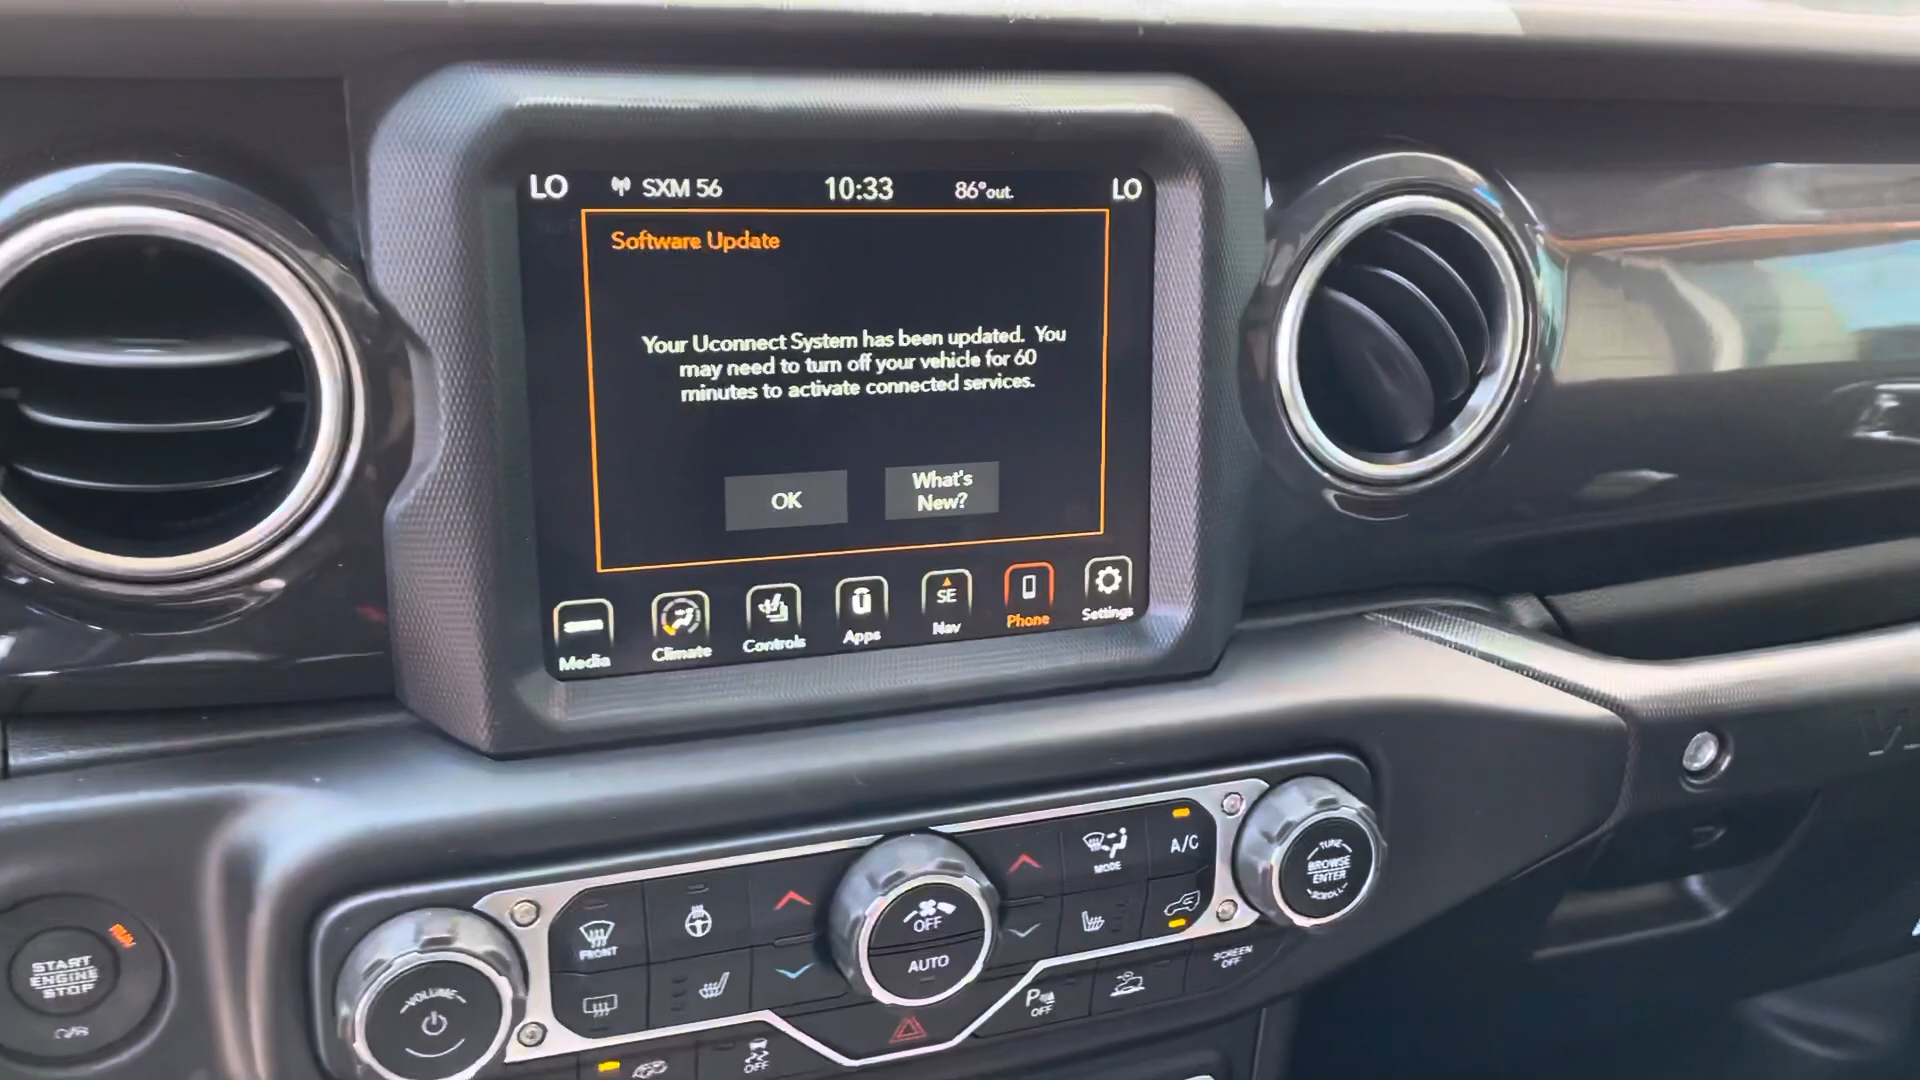 LO SXM 56 10:33 86°out. LO
Software Update
Your Uconnect System has been updated. You
may need to turn off your vehicle for 60
minutes to activate connected services.
OK
What's
New?
Media Climate Controls Apps SE Nav Phone Settings
START
ENGINE
STOP
RUN
VOLUME
FRONT
OFF
AUTO
MODE
A/C
TUNE
BROWSE
ENTER
SCROLL
P OFF
SCREEN
OFF
OFF